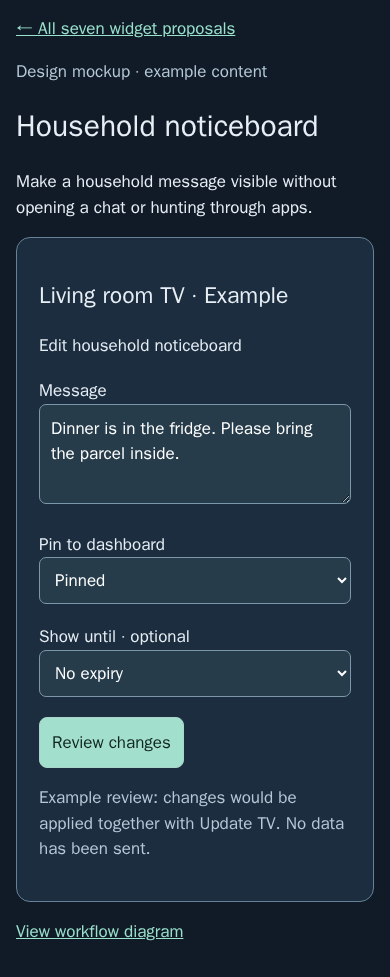 ← All seven widget proposals
Design mockup · example content
Household noticeboard
Make a household message visible without
opening a chat or hunting through apps.
Living room TV · Example
Edit household noticeboard
Message
Dinner is in the fridge. Please bring
the parcel inside.
Pin to dashboard
Pinned
Show until · optional
No expiry
Review changes
Example review: changes would be
applied together with Update TV. No data
has been sent.
View workflow diagram